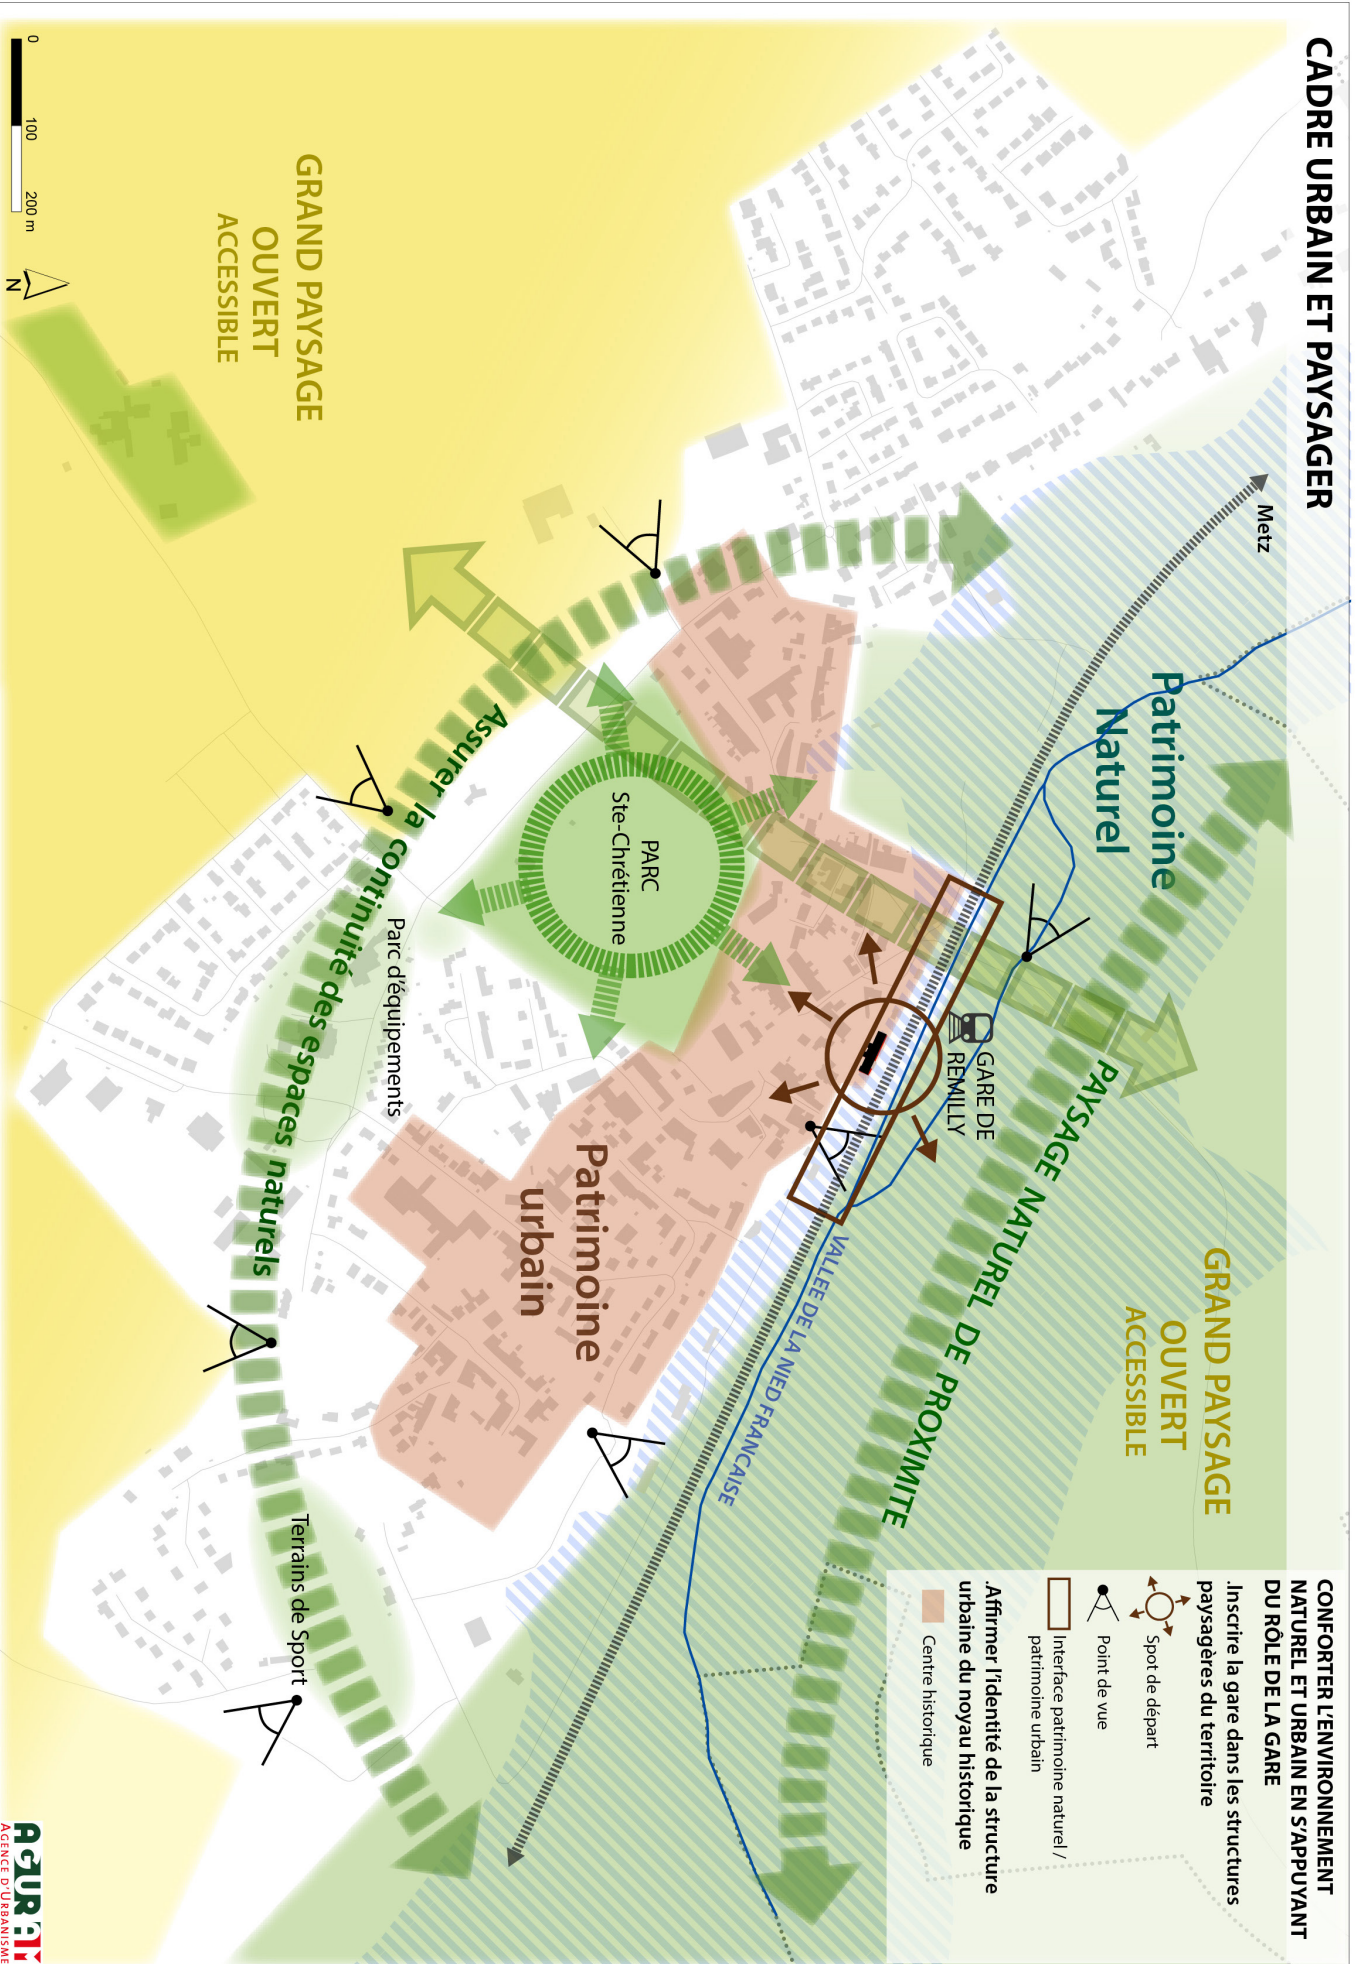 CADRE URBAIN ET PAYSAGER
Metz
Patrimoine
Naturel
GRAND PAYSAGE
OUVERT
ACCESSIBLE
PAYSAGE NATUREL DE PROXIMITE
GARE DE
REMILLY
VALLEE DE LA NIED FRANCAISE
PARC
Ste-Chrétienne
Patrimoine
urbain
Parc d'équipements
Assurer la continuité des espaces naturels
Terrains de Sport
GRAND PAYSAGE
OUVERT
ACCESSIBLE
0 100 200 m
N
CONFORTER L'ENVIRONNEMENT
NATUREL ET URBAIN EN S'APPUYANT
DU RÔLE DE LA GARE
.Inscrire la gare dans les structures
paysagères du territoire
Spot de départ
Point de vue
Interface patrimoine naturel /
patrimoine urbain
.Affirmer l'identité de la structure
urbaine du noyau historique
Centre historique
AGURAM
AGENCE D'URBANISME